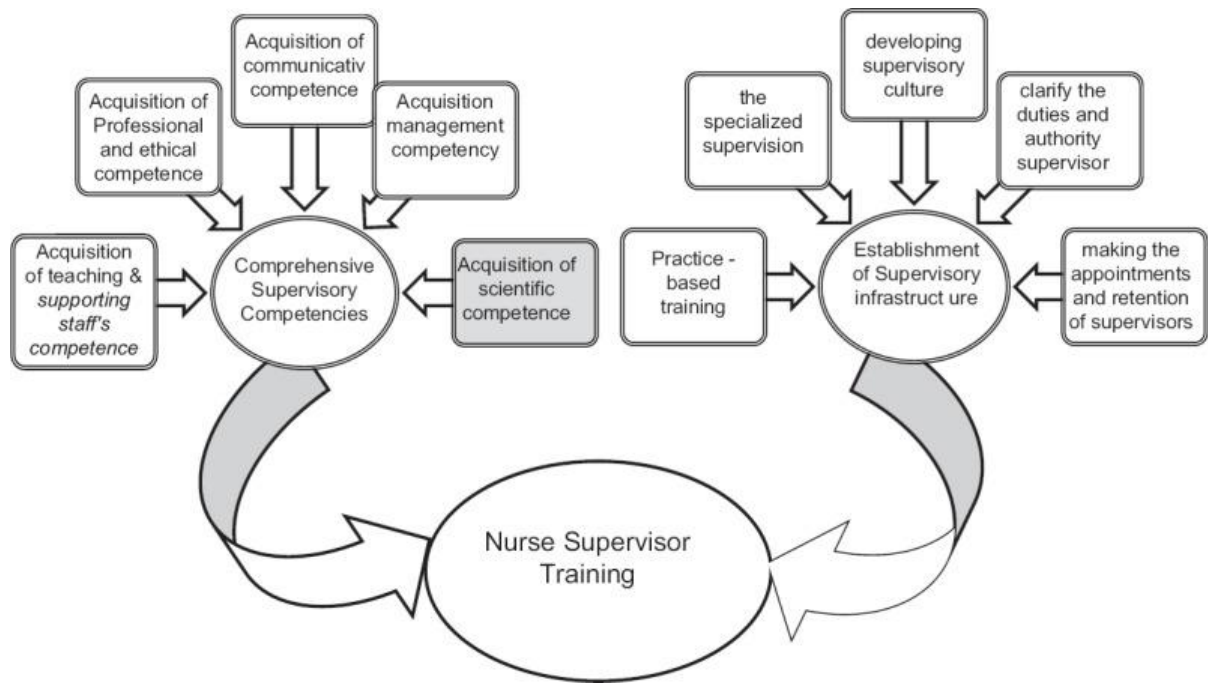 Acquisition of
communicativ
competence
Acquisition of
Professional
and ethical
competence
Acquisition
management
competency
Acquisition
of teaching &
supporting
staff's
competence
Comprehensive
Supervisory
Competencies
Acquisition of
scientific
competence
developing
supervisory
culture
the
specialized
supervision
clarify the
duties and
authority
supervisor
Practice -
based
training
Establishment
of Supervisory
infrastruct ure
making the
appointments
and retention
of supervisors
Nurse Supervisor
Training